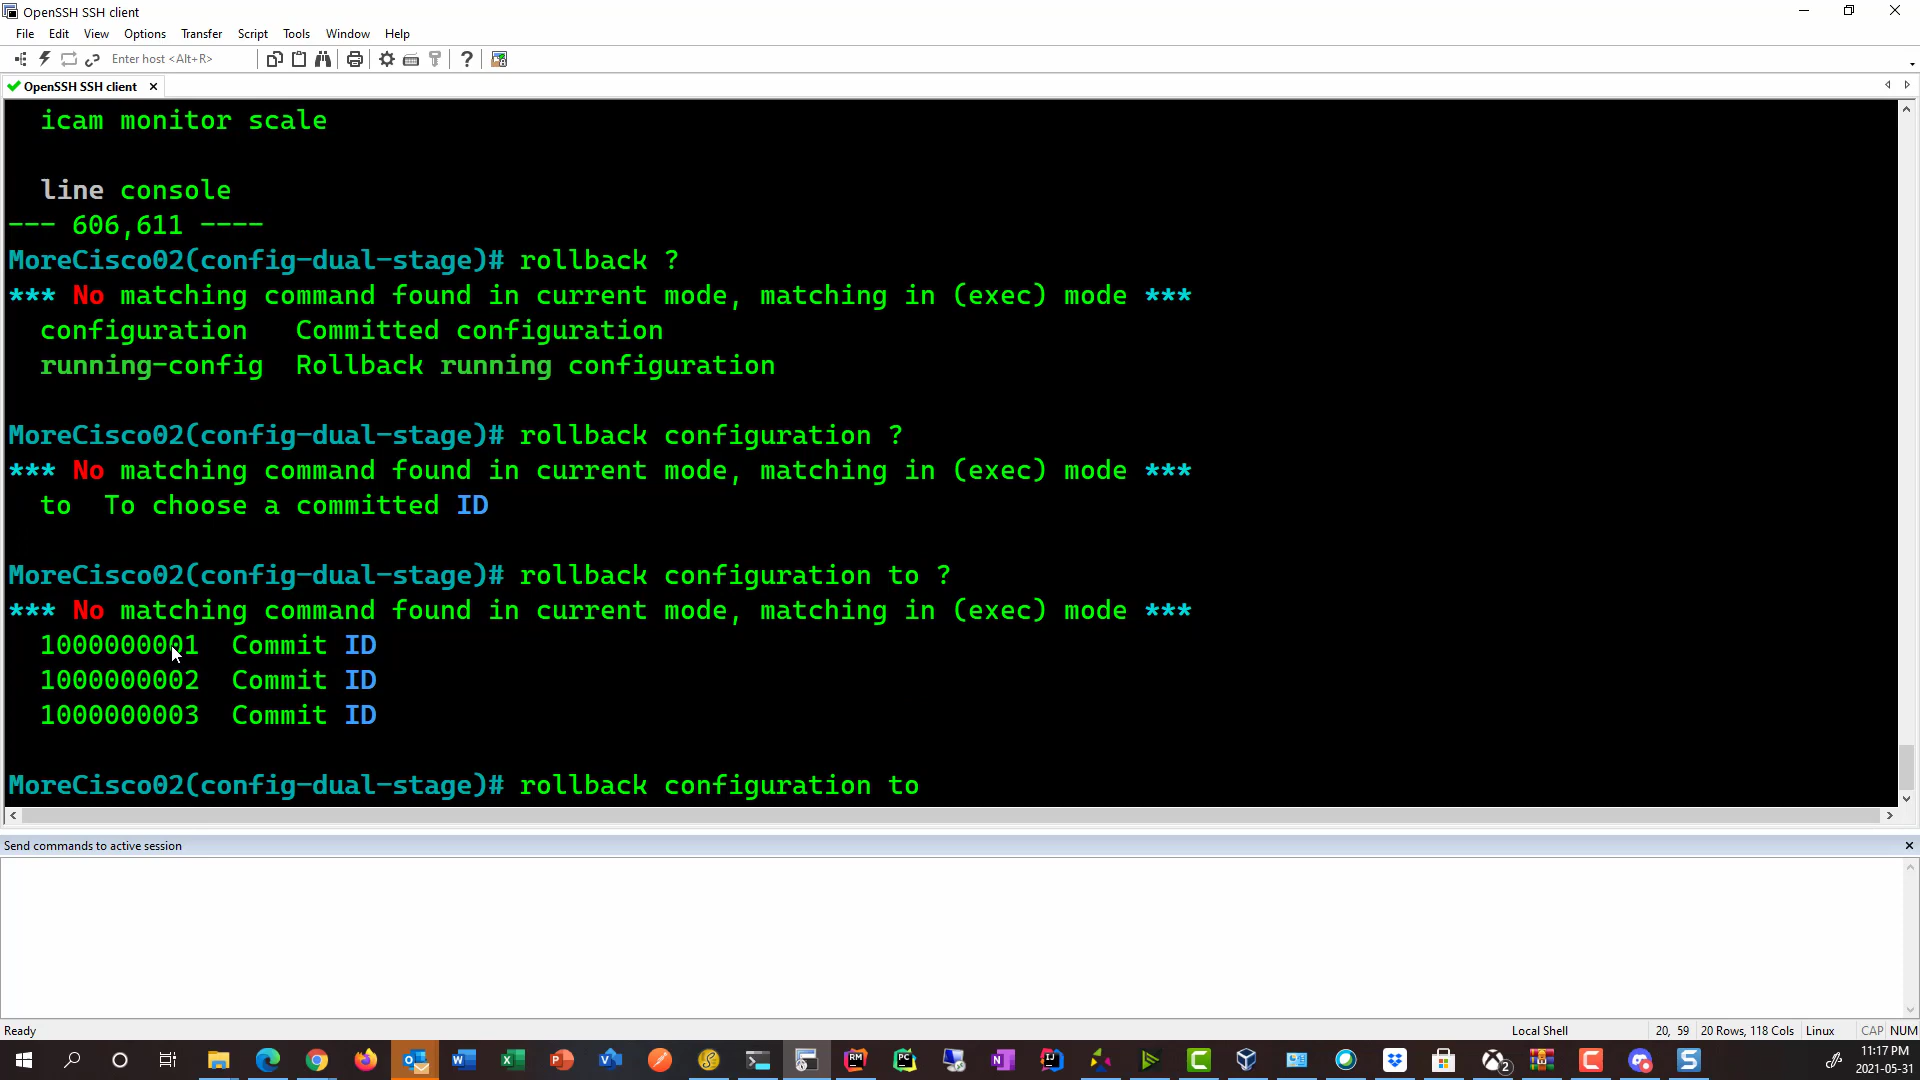 OpenSSH SSH client
File Edit View Options Transfer Script Tools Window Help
Enter host <Alt+R>
OpenSSH SSH client
icam monitor scale
line console
--- 606,611 ----
MoreCisco02(config-dual-stage)# rollback ?
*** No matching command found in current mode, matching in (exec) mode ***
configuration Committed configuration
running-config Rollback running configuration
MoreCisco02(config-dual-stage)# rollback configuration ?
*** No matching command found in current mode, matching in (exec) mode ***
to To choose a committed ID
MoreCisco02(config-dual-stage)# rollback configuration to ?
*** No matching command found in current mode, matching in (exec) mode ***
1000000001 Commit ID
1000000002 Commit ID
1000000003 Commit ID
MoreCisco02(config-dual-stage)# rollback configuration to
Send commands to active session
Ready Local Shell 20, 59 20 Rows, 118 Cols Linux CAP NUM
11:17 PM
2021-05-31